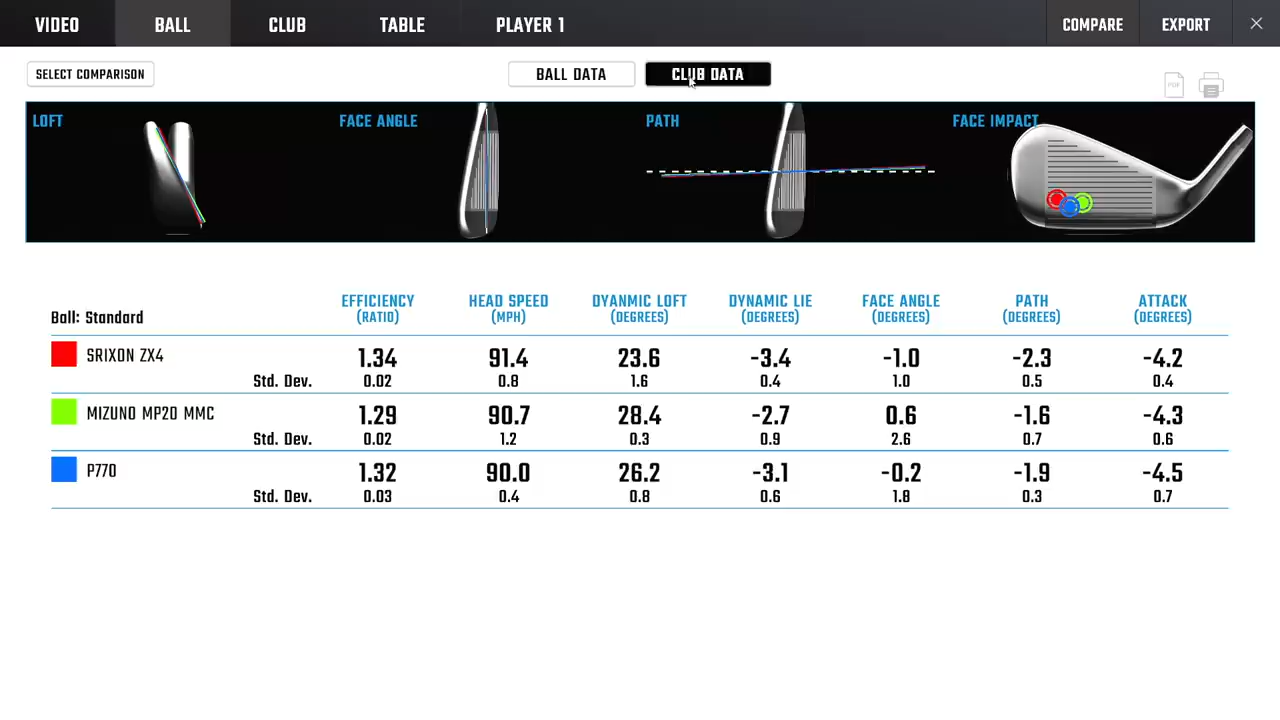 VIDEO BALL CLUB TABLE PLAYER 1 COMPARE EXPORT
SELECT COMPARISON BALL DATA CLUB DATA
PDF
LOFT FACE ANGLE PATH FACE IMPACT
EFFICIENCY HEAD SPEED DYANMIC LOFT DYNAMIC LIE FACE ANGLE PATH ATTACK
Ball: Standard (RATIO) (MPH) (DEGREES) (DEGREES) (DEGREES) (DEGREES) (DEGREES)
SRIXON ZX4 1.34 91.4 23.6 -3.4 -1.0 -2.3 -4.2
Std. Dev. 0.02 0.8 1.6 0.4 1.0 0.5 0.4
MIZUNO MP20 MMC 1.29 90.7 28.4 -2.7 0.6 -1.6 -4.3
Std. Dev. 0.02 1.2 0.3 0.9 2.6 0.7 0.6
P770 1.32 90.0 26.2 -3.1 -0.2 -1.9 -4.5
Std. Dev. 0.03 0.4 0.8 0.6 1.8 0.3 0.7